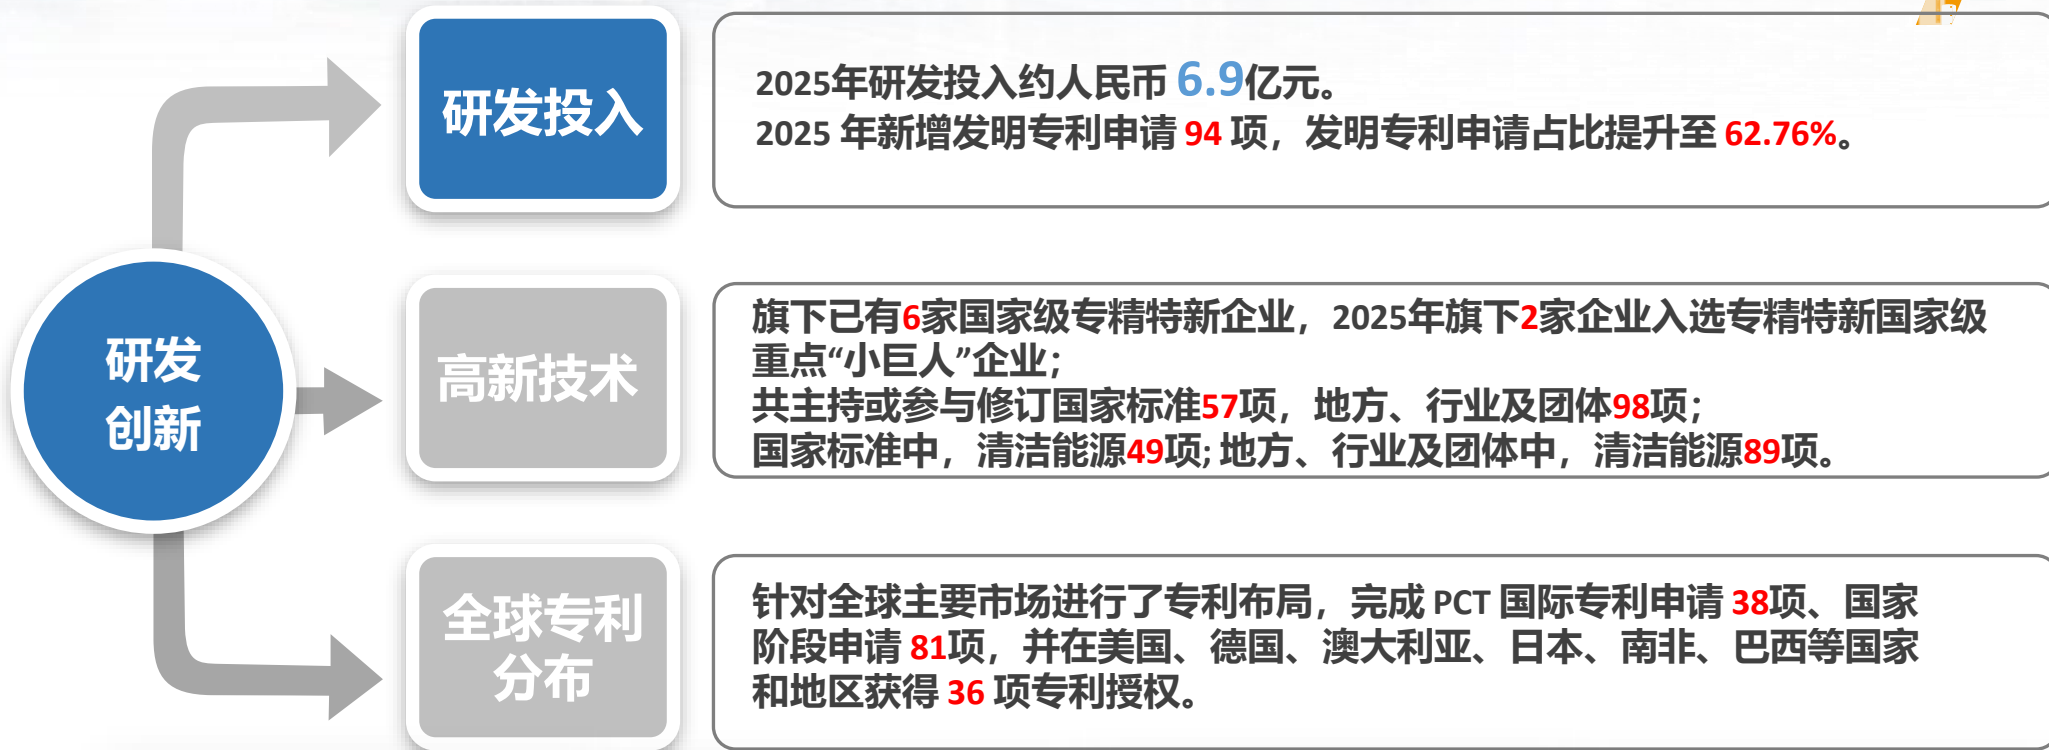 研发
创新
研发投入
2025年研发投入约人民币 6.9亿元。
2025 年新增发明专利申请 94 项，发明专利申请占比提升至 62.76%。
高新技术
旗下已有6家国家级专精特新企业，2025年旗下2家企业入选专精特新国家级
重点“小巨人”企业；
共主持或参与修订国家标准57项，地方、行业及团体98项；
国家标准中，清洁能源49项; 地方、行业及团体中，清洁能源89项。
全球专利
分布
针对全球主要市场进行了专利布局，完成 PCT 国际专利申请 38项、国家
阶段申请 81项，并在美国、德国、澳大利亚、日本、南非、巴西等国家
和地区获得 36 项专利授权。